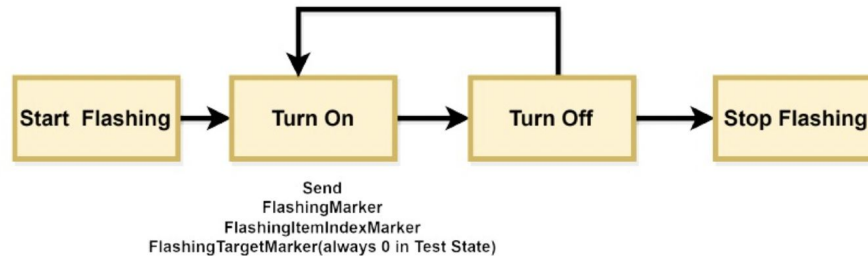 Start Flashing
Turn On
Turn Off
Stop Flashing
Send
FlashingMarker
FlashingItemIndexMarker
FlashingTargetMarker(always 0 in Test State)